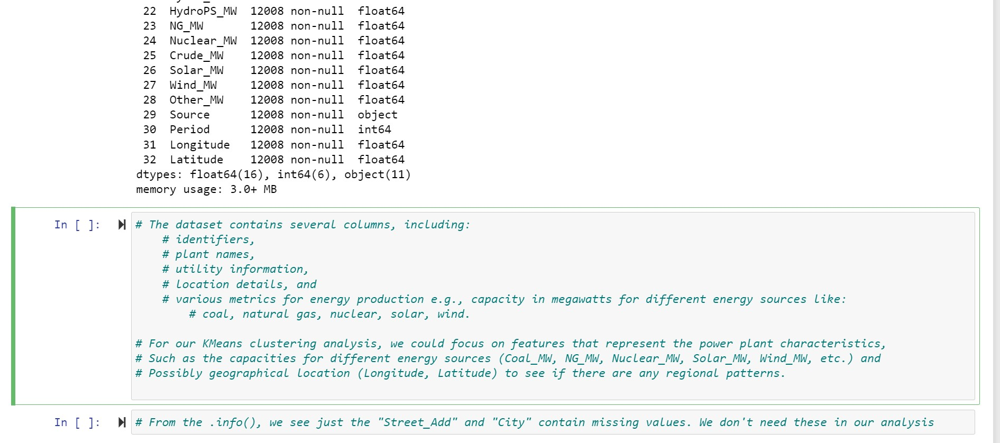 22 HydroPS_MW 12008 non-null float64
23 NG_MW 12008 non-null float64
24 Nuclear_MW 12008 non-null float64
25 Crude_MW 12008 non-null float64
26 Solar_MW 12008 non-null float64
27 Wind_MW 12008 non-null float64
28 Other_MW 12008 non-null float64
29 Source 12008 non-null object
30 Period 12008 non-null int64
31 Longitude 12008 non-null float64
32 Latitude 12008 non-null float64
dtypes: float64(16), int64(6), object(11)
memory usage: 3.0+ MB
In [ ]: # The dataset contains several columns, including:
# identifiers,
# plant names,
# utility information,
# location details, and
# various metrics for energy production e.g., capacity in megawatts for different energy sources like:
# coal, natural gas, nuclear, solar, wind.
# For our KMeans clustering analysis, we could focus on features that represent the power plant characteristics,
# Such as the capacities for different energy sources (Coal_MW, NG_MW, Nuclear_MW, Solar_MW, Wind_MW, etc.) and
# Possibly geographical location (Longitude, Latitude) to see if there are any regional patterns.
In [ ]: # From the .info(), we see just the "Street_Add" and "City" contain missing values. We don't need these in our analysis